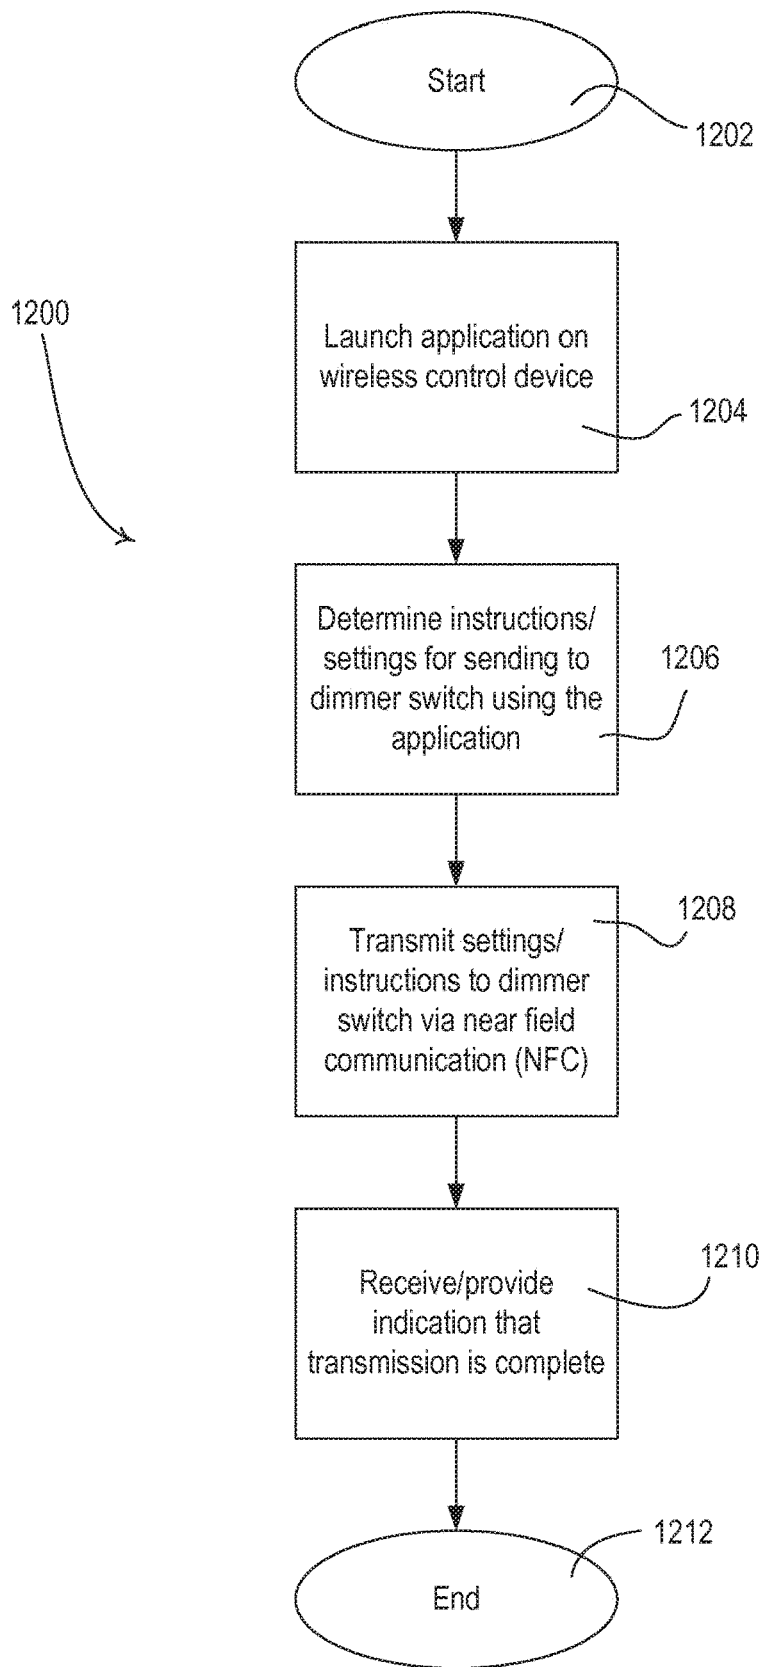 Start
1202
1200
Launch application on
wireless control device
1204
Determine instructions/
settings for sending to
dimmer switch using the
application
1206
1208
Transmit settings/
instructions to dimmer
switch via near field
communication (NFC)
1210
Receive/provide
indication that
transmission is complete
1212
End